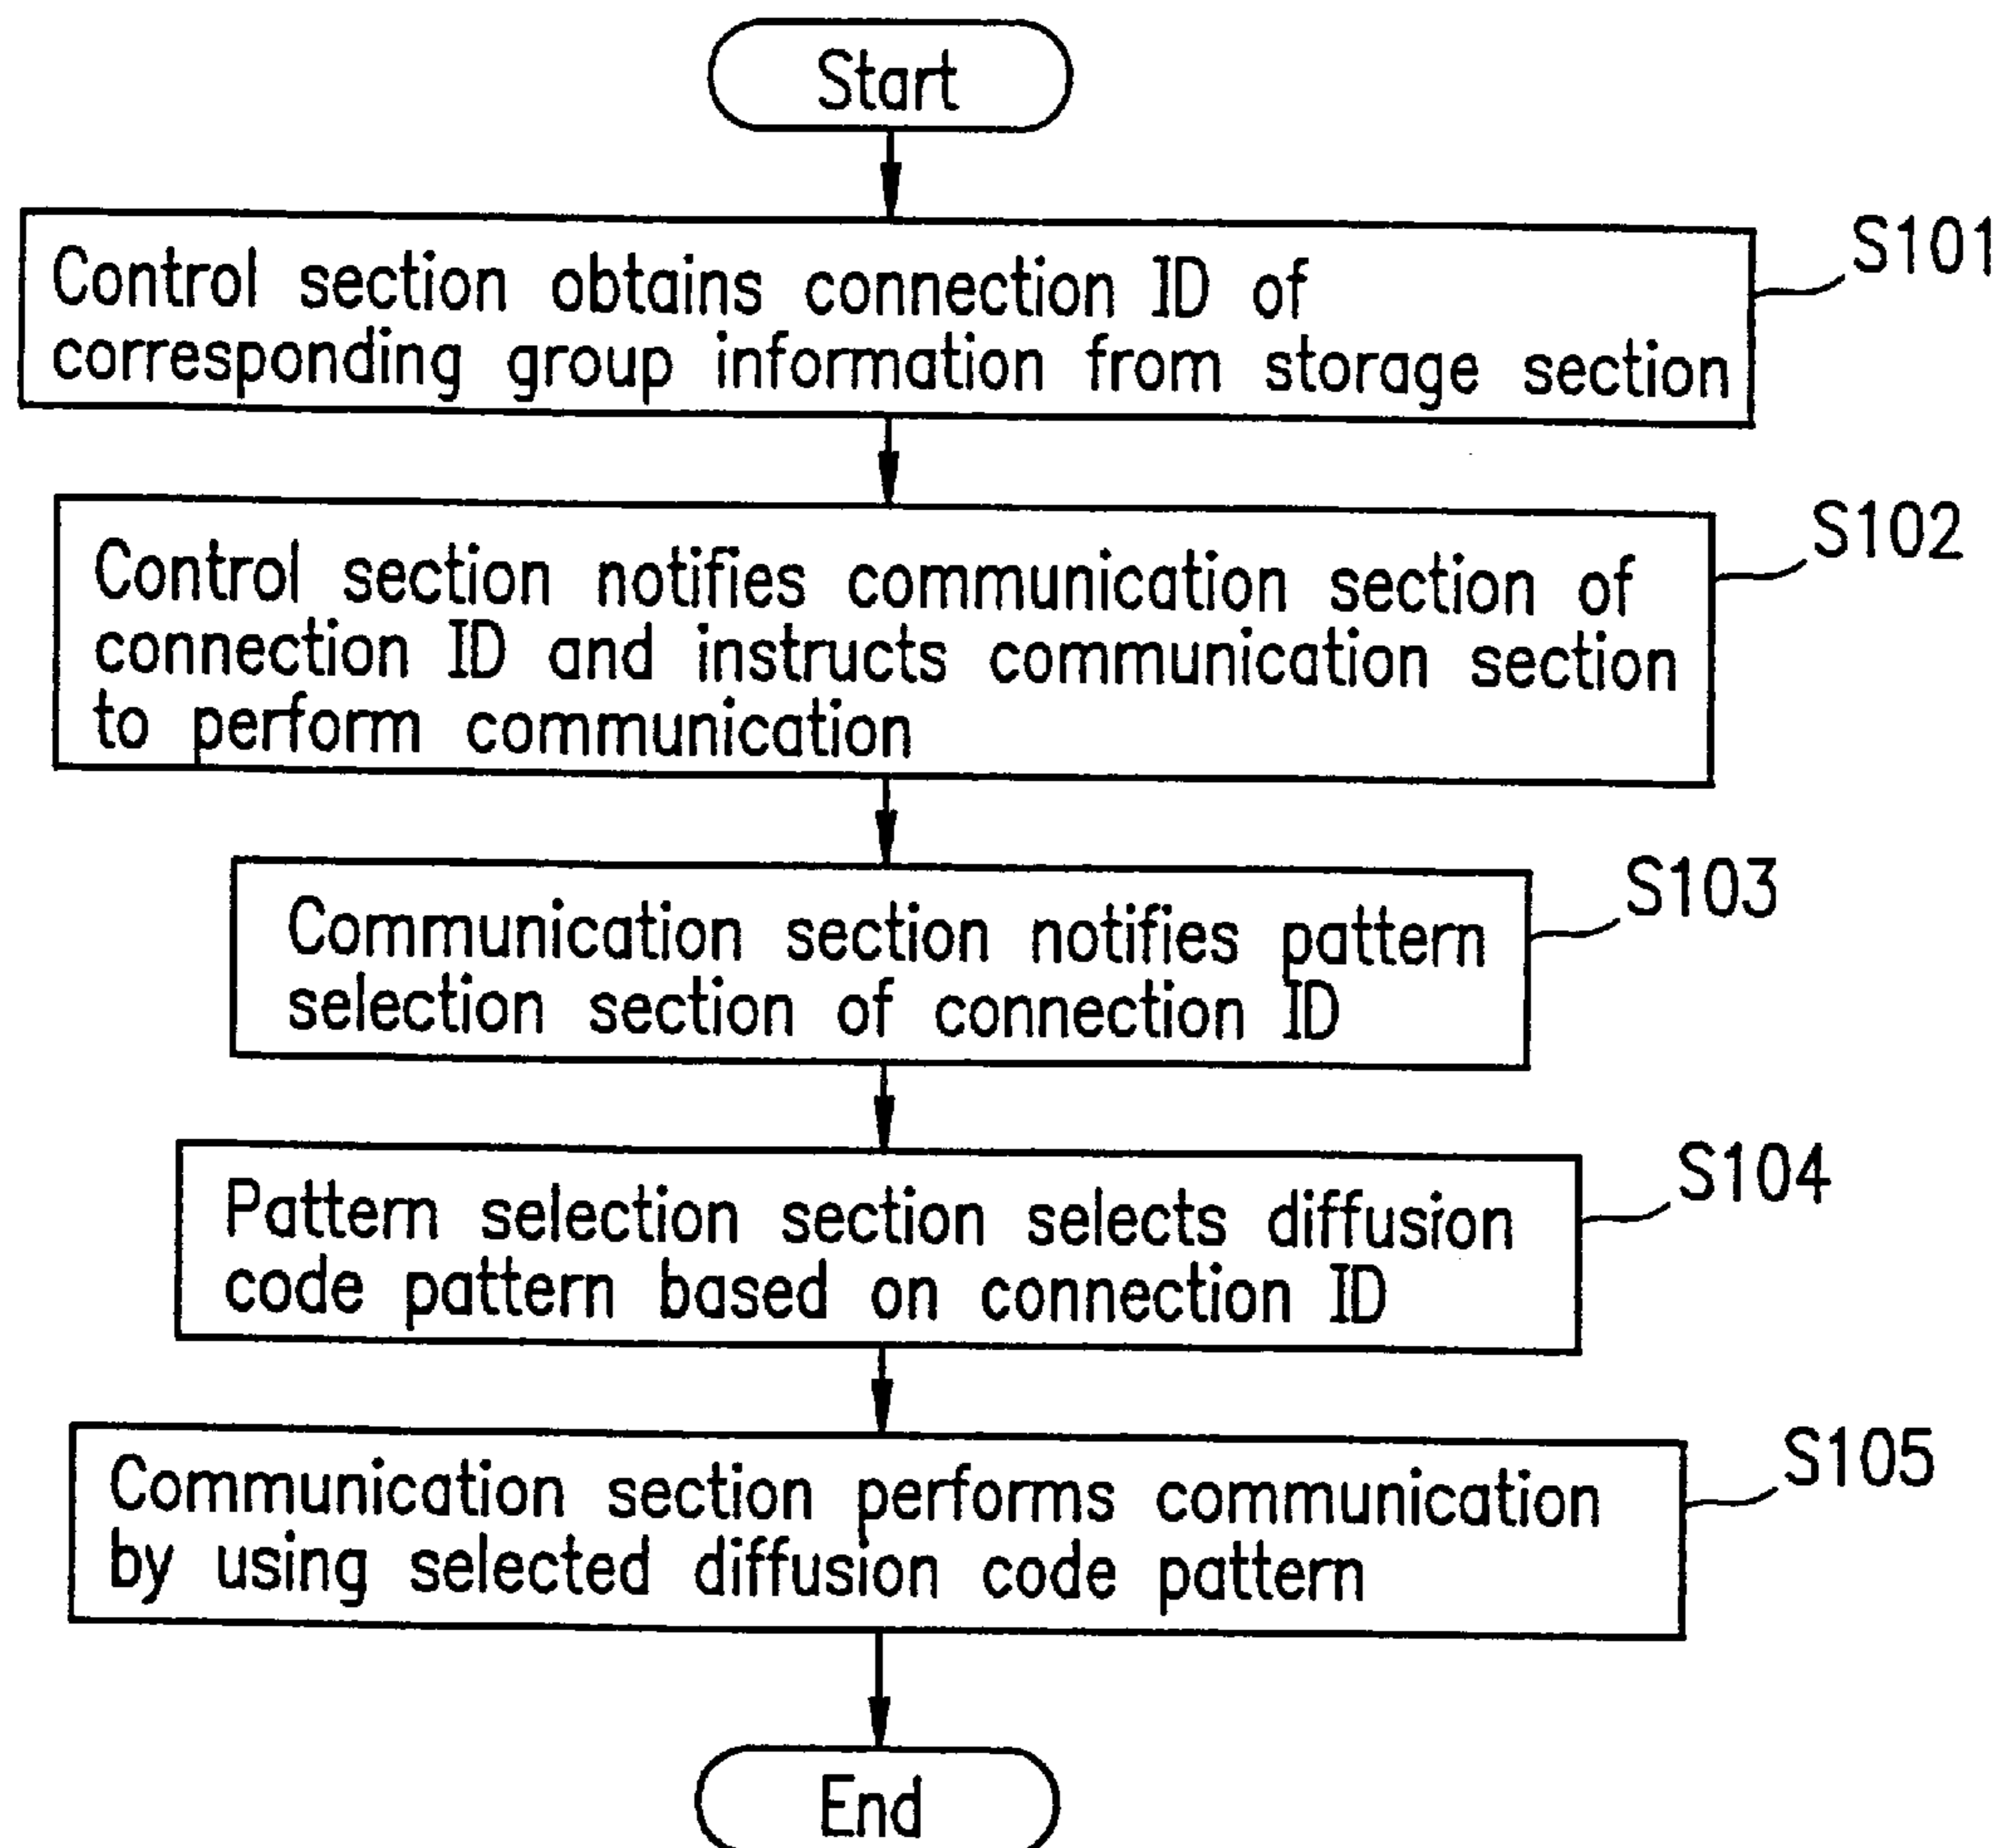 Start
S101
Control section obtains connection ID of
corresponding group information from storage section
S102
Control section notifies communication section of
connection ID and instructs communication section
to perform communication
S103
Communication section notifies pattern
selection section of connection ID
S104
Pattern selection section selects diffusion
code pattern based on connection ID
S105
Communication section performs communication
by using selected diffusion code pattern
End